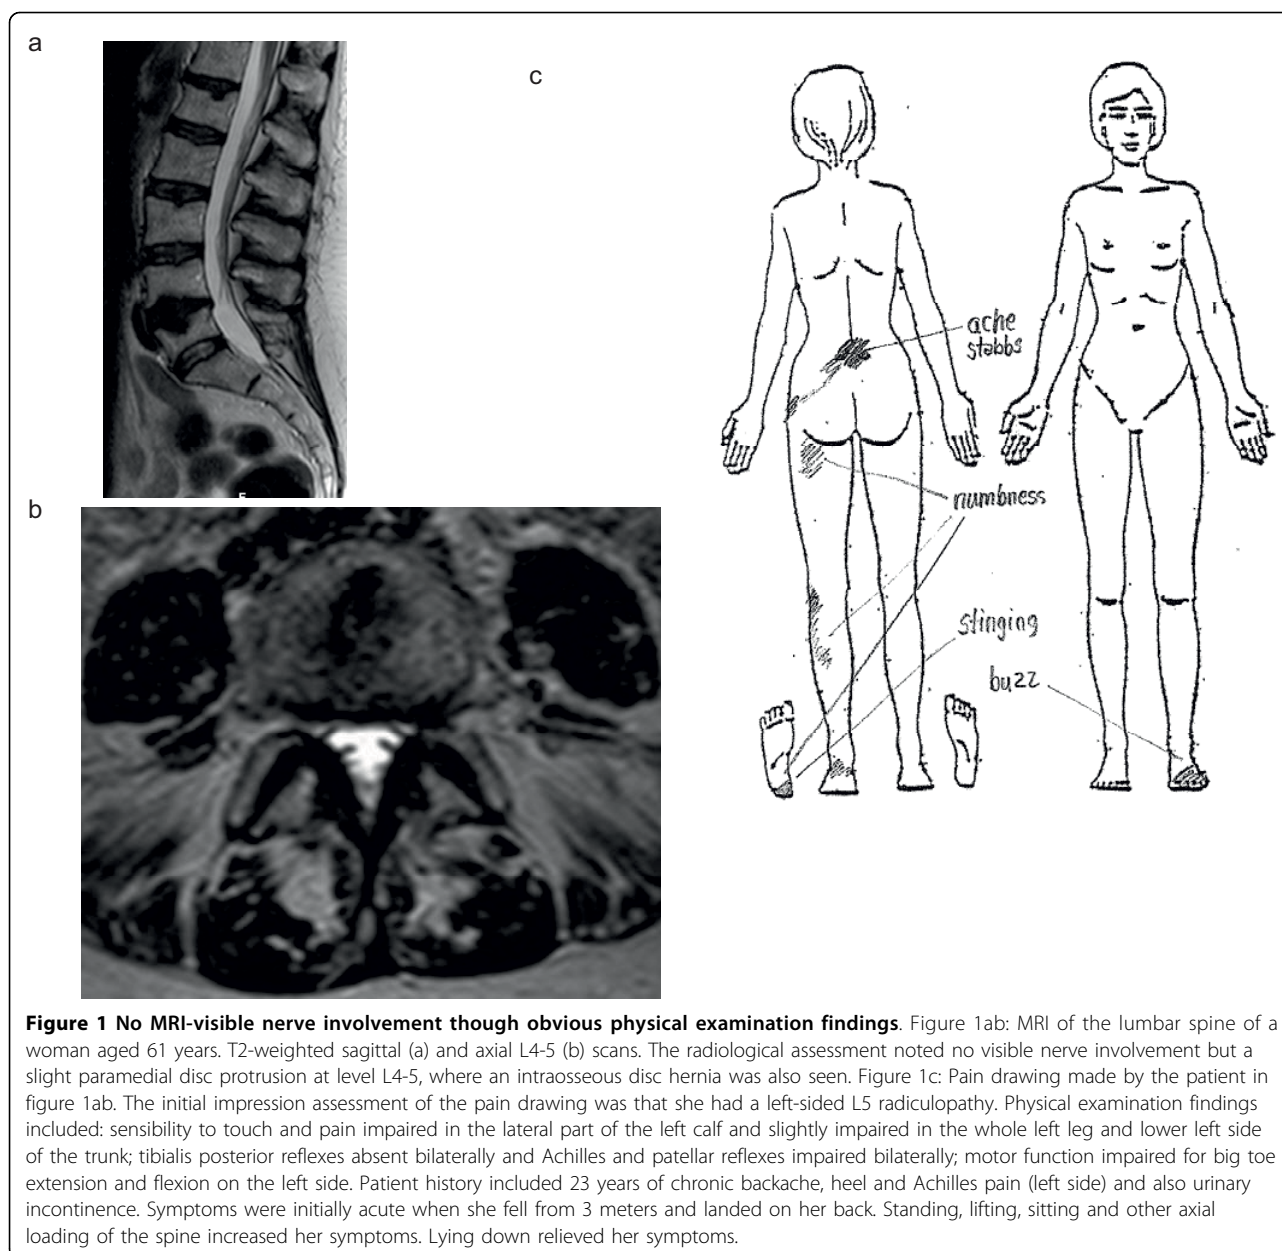 a
c
ache
stabbs
numbness
stinging
buzz
b
Figure 1 No MRI-visible nerve involvement though obvious physical examination findings. Figure 1ab: MRI of the lumbar spine of a
woman aged 61 years. T2-weighted sagittal (a) and axial L4-5 (b) scans. The radiological assessment noted no visible nerve involvement but a
slight paramedial disc protrusion at level L4-5, where an intraosseous disc hernia was also seen. Figure 1c: Pain drawing made by the patient in
figure 1ab. The initial impression assessment of the pain drawing was that she had a left-sided L5 radiculopathy. Physical examination findings
included: sensibility to touch and pain impaired in the lateral part of the left calf and slightly impaired in the whole left leg and lower left side
of the trunk; tibialis posterior reflexes absent bilaterally and Achilles and patellar reflexes impaired bilaterally; motor function impaired for big toe
extension and flexion on the left side. Patient history included 23 years of chronic backache, heel and Achilles pain (left side) and also urinary
incontinence. Symptoms were initially acute when she fell from 3 meters and landed on her back. Standing, lifting, sitting and other axial
loading of the spine increased her symptoms. Lying down relieved her symptoms.